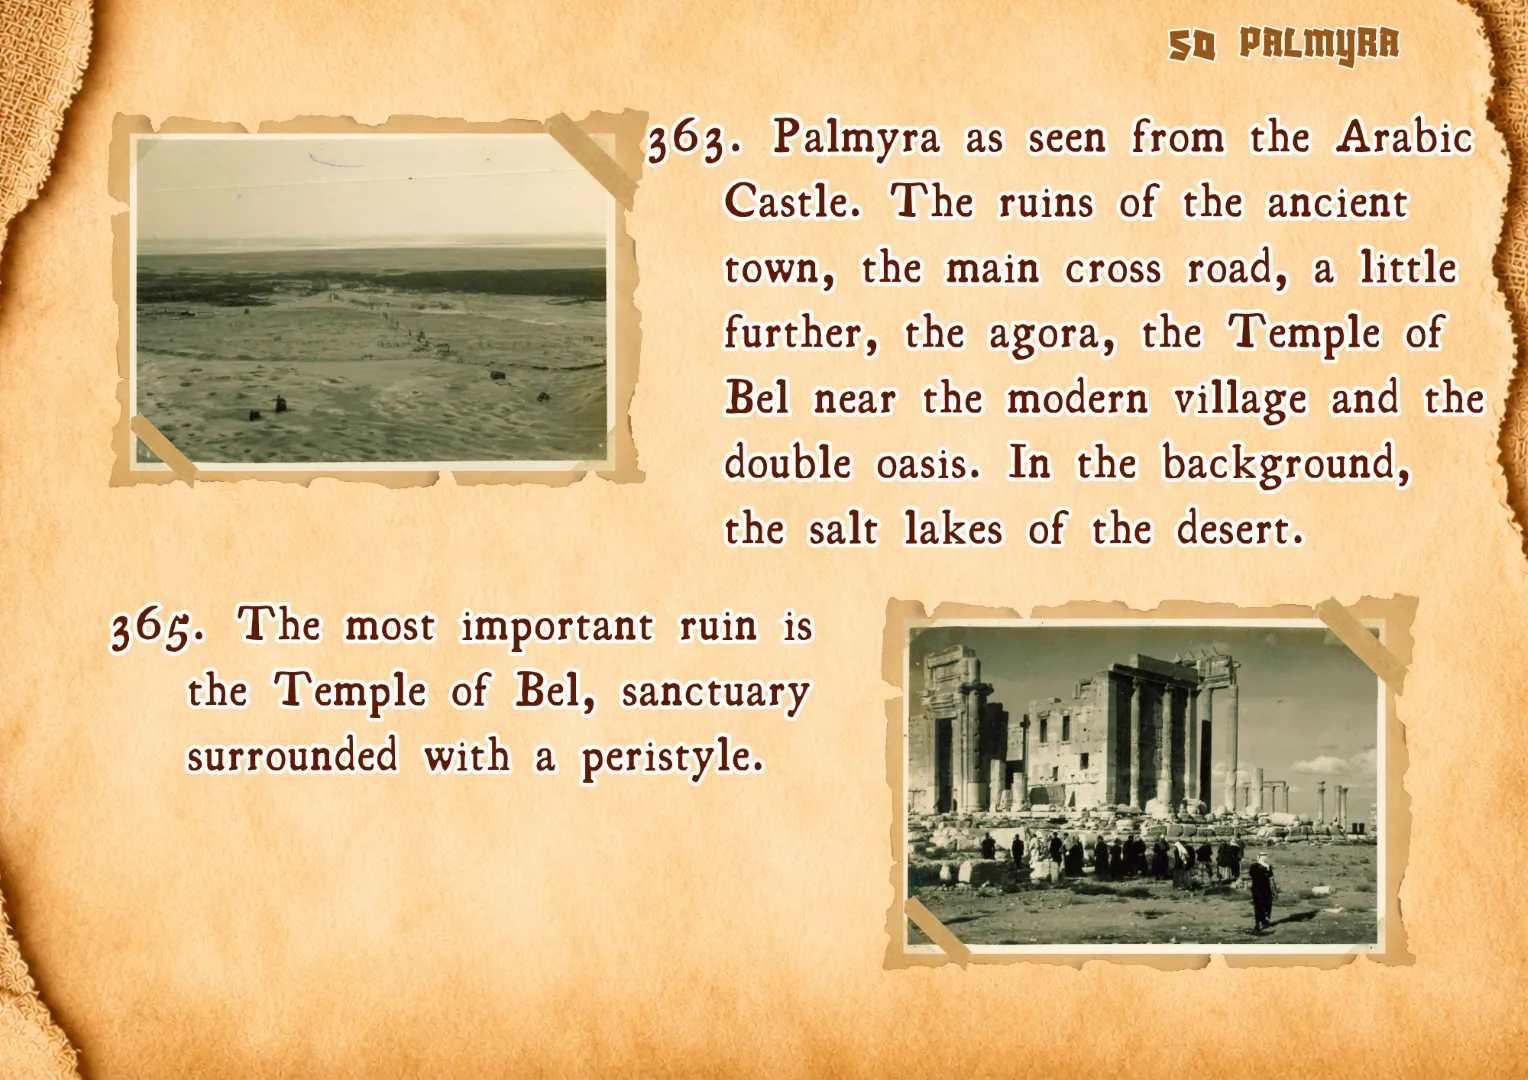 SQ PALMYRA
363. Palmyra as seen from the Arabic
Castle. The ruins of the ancient
town, the main cross road, a little
further, the agora, the Temple of
Bel near the modern village and the
double oasis. In the background,
the salt lakes of the desert.
365. The most important ruin is
the Temple of Bel, sanctuary
surrounded with a peristyle.